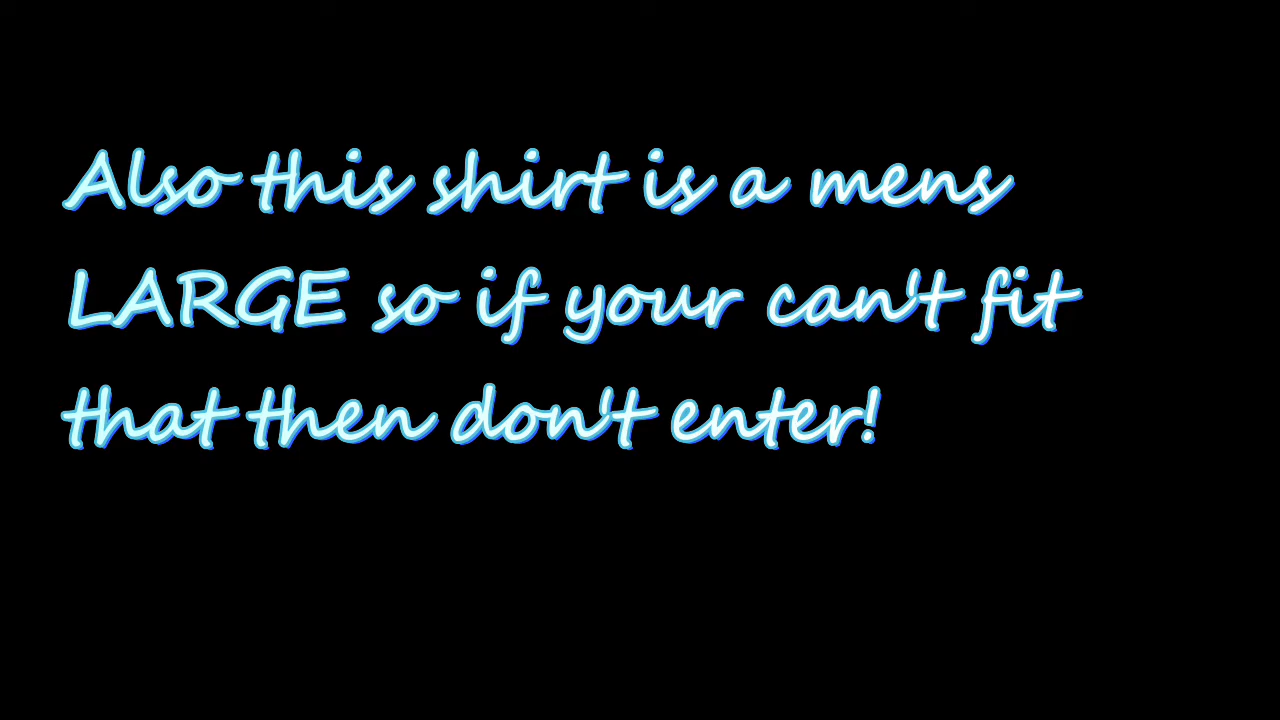 Also this shirt is a mens
LARGE so if your can't fit
that then don't enter!